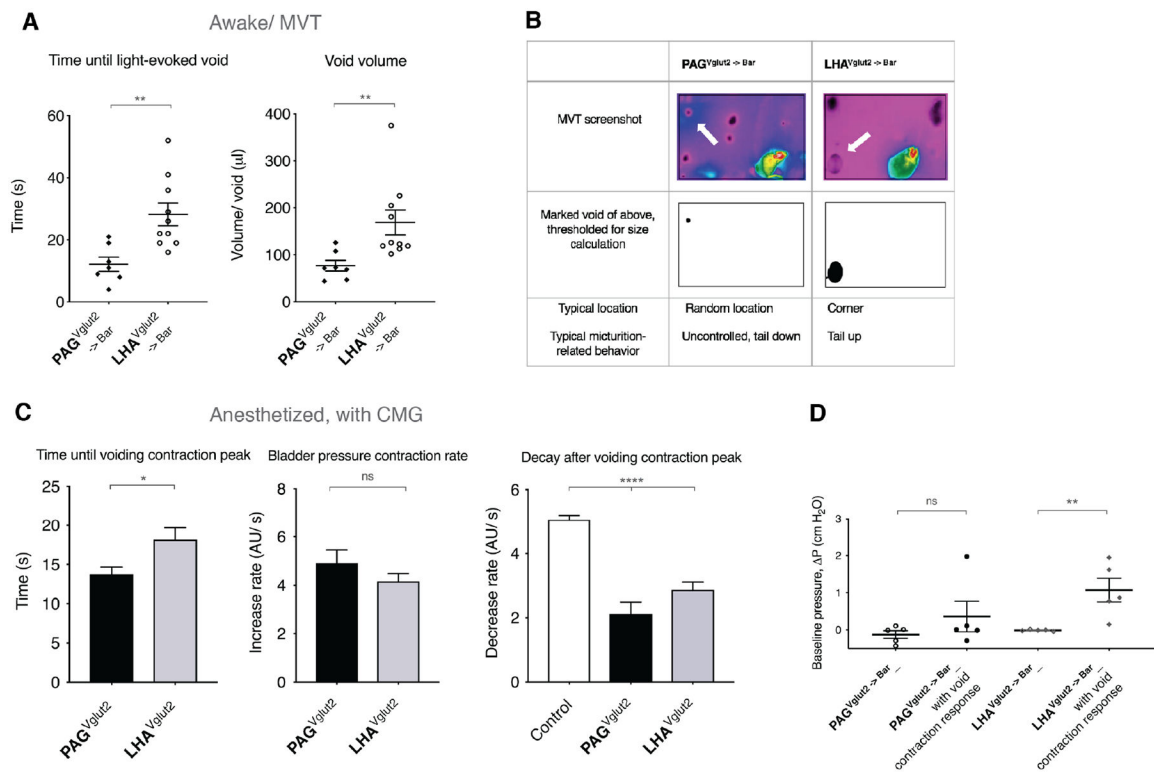 A
Awake/ MVT
Time until light-evoked void
**
60
40
20
0
Time (s)
PAGVglut2
-> Bar
LHAVglut2
-> Bar
Void volume
**
400
300
200
100
0
Volume/ void (µl)
PAGVglut2
-> Bar
LHAVglut2
-> Bar
B
PAGVglut2 -> Bar
LHAVglut2 -> Bar
MVT screenshot
Marked void of above,
thresholded for size
calculation
Typical location
Random location
Corner
Typical micturition-
related behavior
Uncontrolled, tail down
Tail up
C
Anesthetized, with CMG
Time until voiding contraction peak
*
25
20
15
10
5
0
Time (s)
PAGVglut2
LHAVglut2
Bladder pressure contraction rate
ns
8
6
4
2
0
Increase rate (AU/ s)
PAGVglut2
LHAVglut2
Decay after voiding contraction peak
****
6
4
2
0
Decrease rate (AU/ s)
Control
PAGVglut2
LHAVglut2
D
ns
**
3
2
1
0
Baseline pressure, ΔP (cm H2O)
PAGVglut2 -> Bar _
PAGVglut2 -> Bar _
with void
contraction response
LHAVglut2 -> Bar _
LHAVglut2 -> Bar _
with void
contraction response